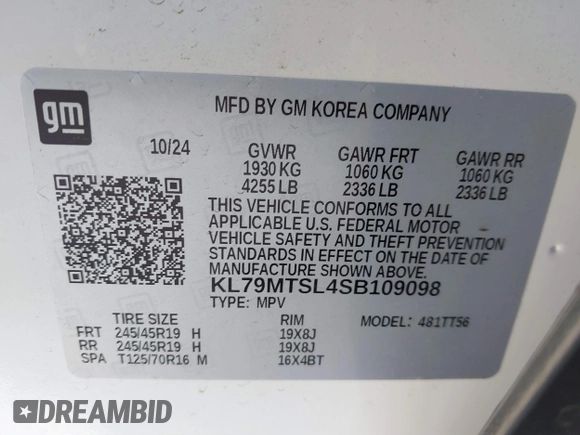 gm
MFD BY GM KOREA COMPANY
10/24 GVWR GAWR FRT GAWR RR
1930 KG 1060 KG 1060 KG
4255 LB 2336 LB 2336 LB
THIS VEHICLE CONFORMS TO ALL
APPLICABLE U.S. FEDERAL MOTOR
VEHICLE SAFETY AND THEFT PREVENTION
STANDARDS IN EFFECT ON THE DATE OF
MANUFACTURE SHOWN ABOVE.
KL79MTSL4SB109098
TYPE: MPV
TIRE SIZE RIM MODEL: 481TT56
FRT 245/45R19 H 19X8J
RR 245/45R19 H 19X8J
SPA T125/70R16 M 16X4BT
DREAMBID